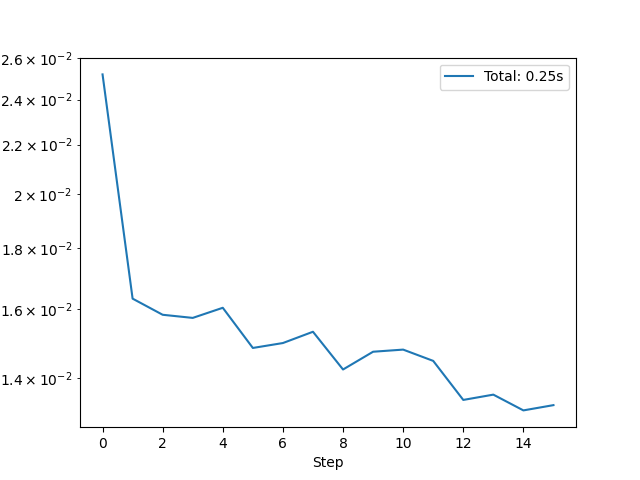 Total: 0.25s
2.6 × 10⁻²
2.4 × 10⁻²
2.2 × 10⁻²
2 × 10⁻²
1.8 × 10⁻²
1.6 × 10⁻²
1.4 × 10⁻²
0 2 4 6 8 10 12 14
Step